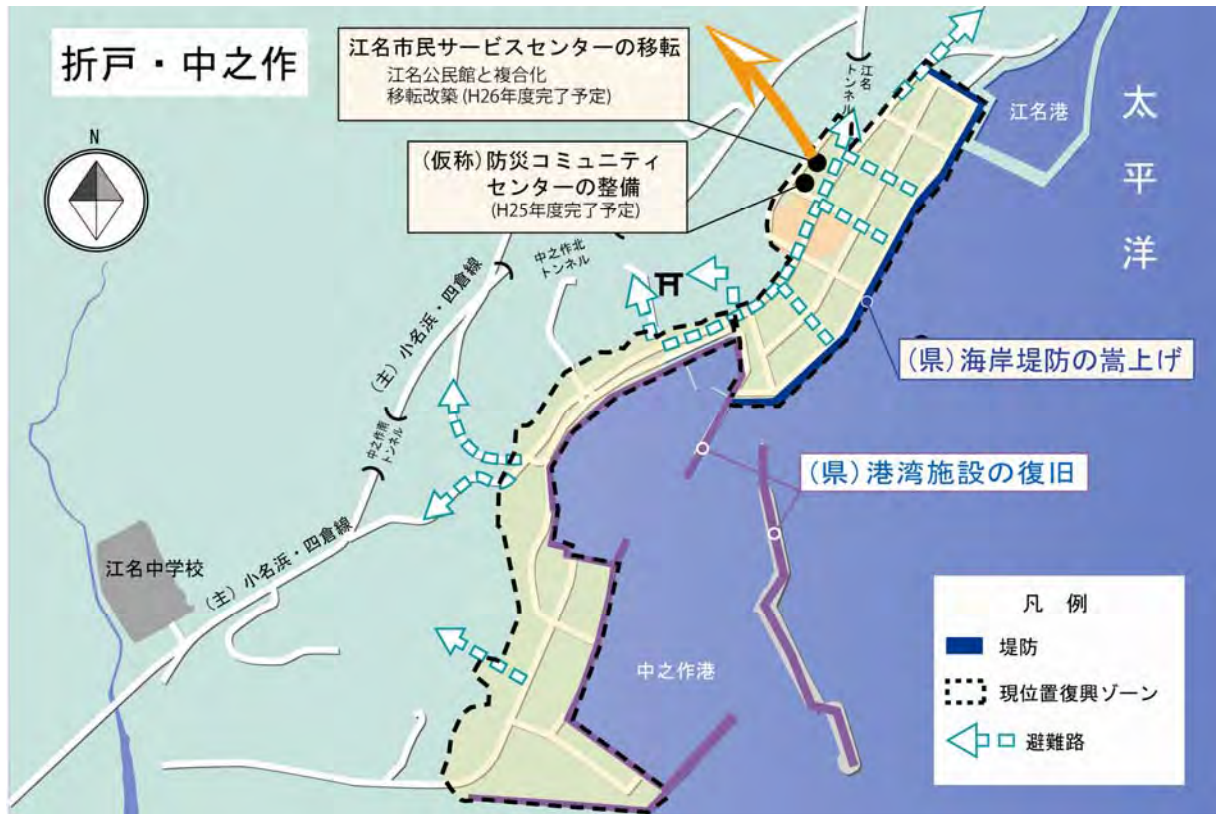 折戸・中之作
江名市民サービスセンターの移転
江名公民館と複合化
移転改築(H26年度完了予定)
(仮称)防災コミュニティ
センターの整備
(H25年度完了予定)
N
江名
トンネル
江名港
太平洋
中之作北
トンネル
(主)小名浜・四倉線
中之作南
トンネル
(県)海岸堤防の嵩上げ
(県)港湾施設の復旧
江名中学校
(主)小名浜・四倉線
中之作港
凡 例
堤防
現位置復興ゾーン
避難路